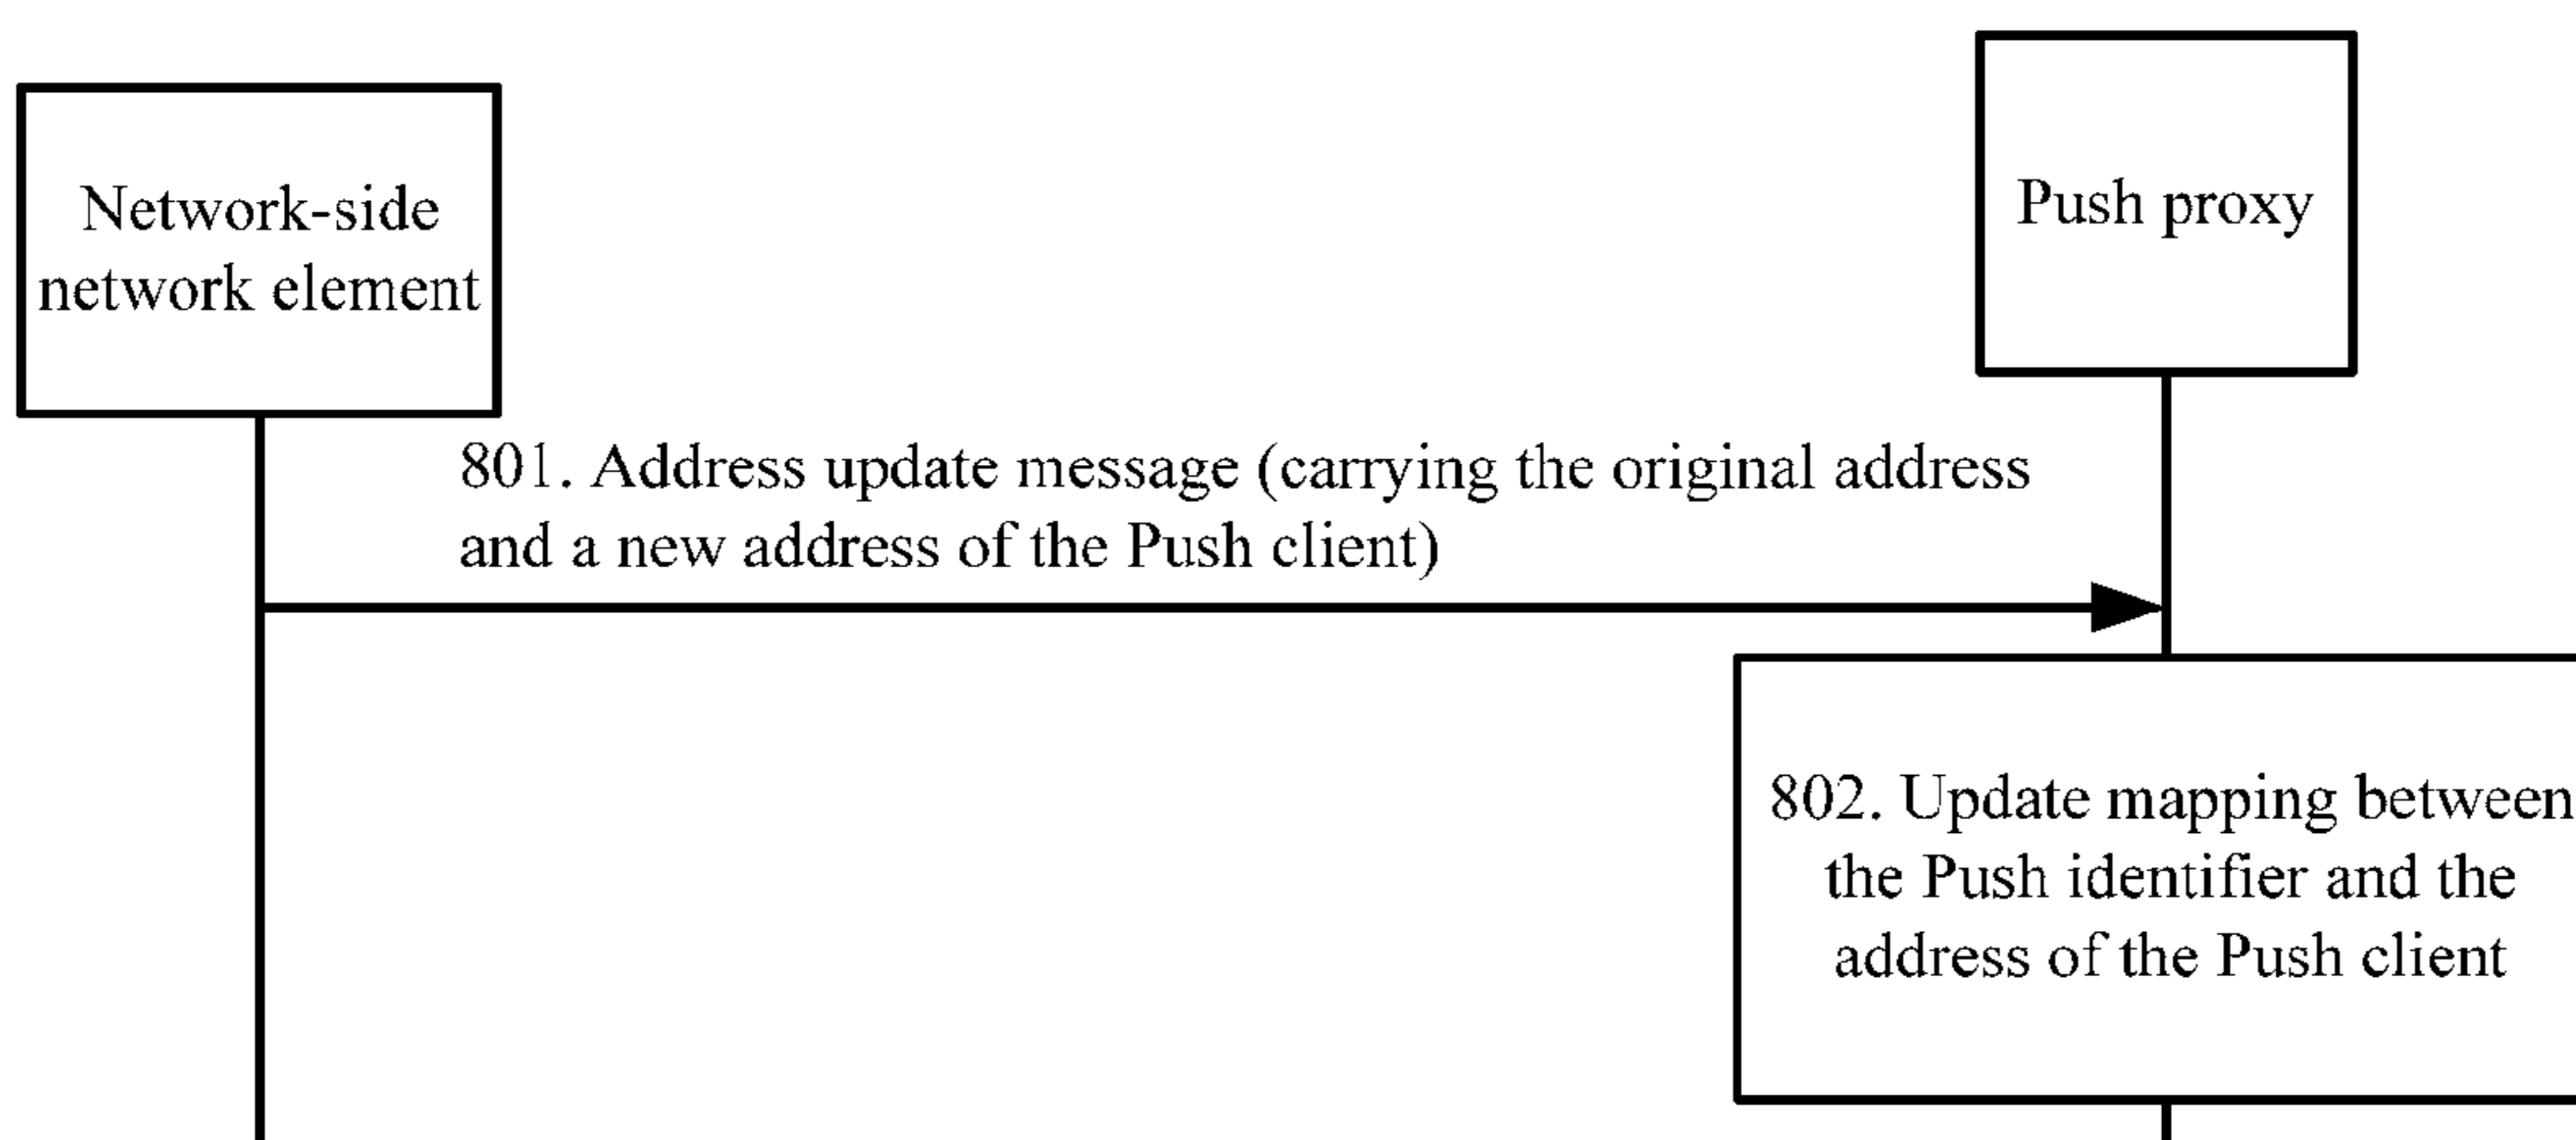 Network-side
network element
Push proxy
801. Address update message (carrying the original address
and a new address of the Push client)
802. Update mapping between
the Push identifier and the
address of the Push client